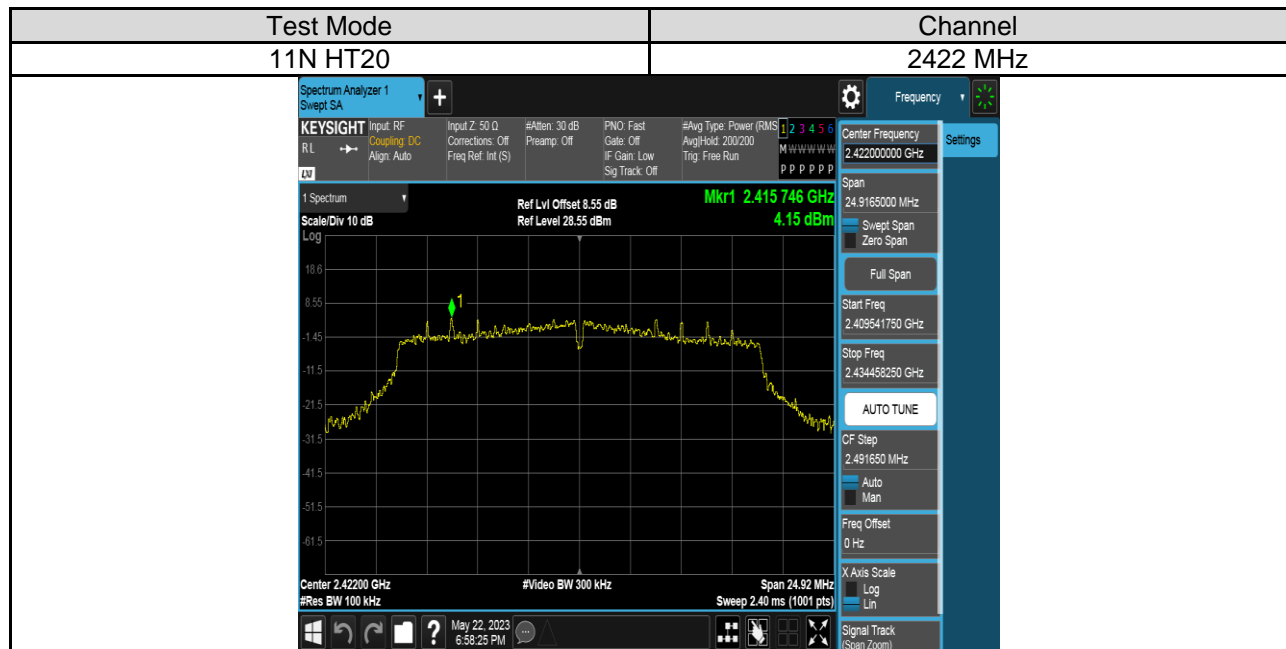 Test Mode Channel
11N HT20 2422 MHz
Spectrum Analyzer 1
Swept SA
Frequency
KEYSIGHT
RL
LXI
Input: RF
Coupling: DC
Align: Auto
Input Z: 50 Ω
Corrections: Off
Freq Ref: Int (S)
#Atten: 30 dB
Preamp: Off
PNO: Fast
Gate: Off
IF Gain: Low
Sig Track: Off
#Avg Type: Power (RMS
Avg|Hold: 200/200
Trig: Free Run
1 2 3 4 5 6
M W W W W W
P P P P P P
1 Spectrum
Scale/Div 10 dB
Log
Ref Lvl Offset 8.55 dB
Ref Level 28.55 dBm
Mkr1 2.415 746 GHz
4.15 dBm
18.6
8.55
-1.45
-11.5
-21.5
-31.5
-41.5
-51.5
-61.5
1
Center 2.42200 GHz
#Res BW 100 kHz
#Video BW 300 kHz
Span 24.92 MHz
Sweep 2.40 ms (1001 pts)
Center Frequency
2.422000000 GHz
Settings
Span
24.9165000 MHz
Swept Span
Zero Span
Full Span
Start Freq
2.409541750 GHz
Stop Freq
2.434458250 GHz
AUTO TUNE
CF Step
2.491650 MHz
Auto
Man
Freq Offset
0 Hz
X Axis Scale
Log
Lin
Signal Track
(Span Zoom)
?
May 22, 2023
6:58:25 PM